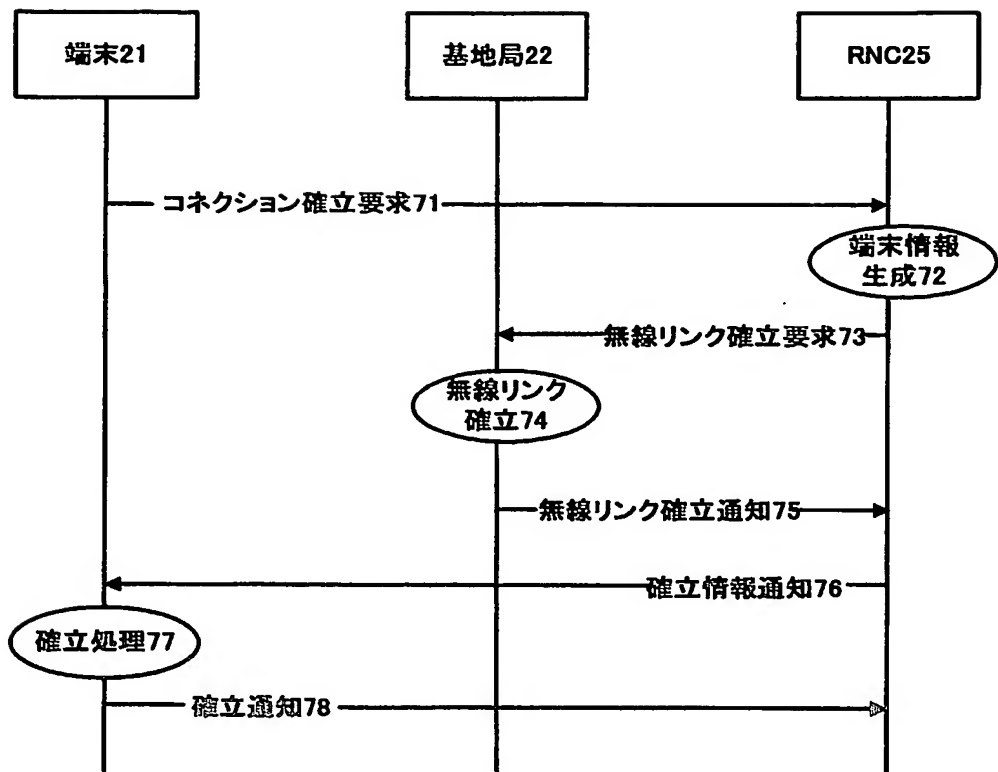 端末21
基地局22
RNC25
コネクション確立要求71
端末情報
生成72
無線リンク確立要求73
無線リンク
確立74
無線リンク確立通知75
確立情報通知76
確立処理77
確立通知78